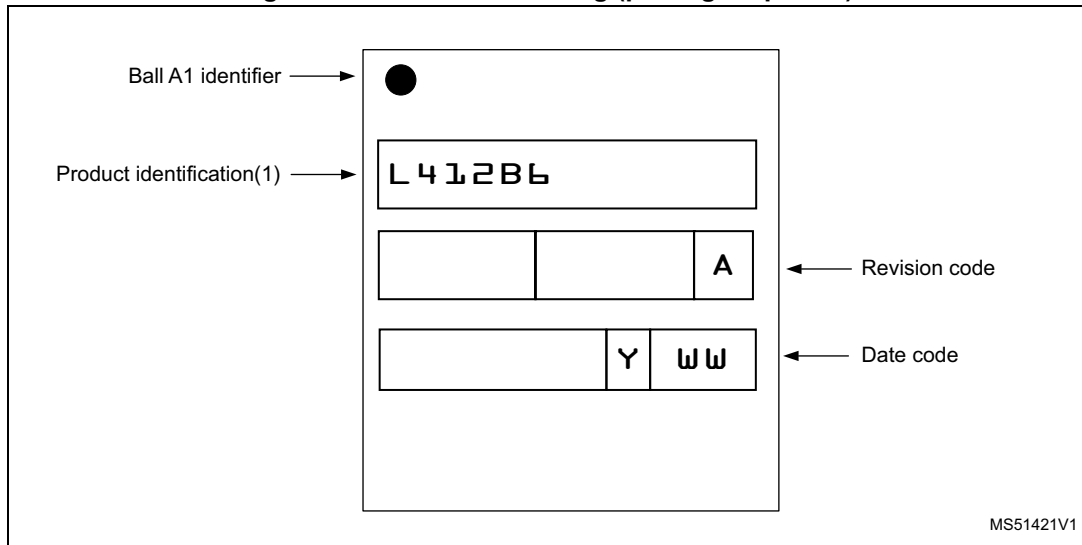 Ball A1 identifier
Product identification(1)
L412B6
A
Revision code
Y WW
Date code
MS51421V1